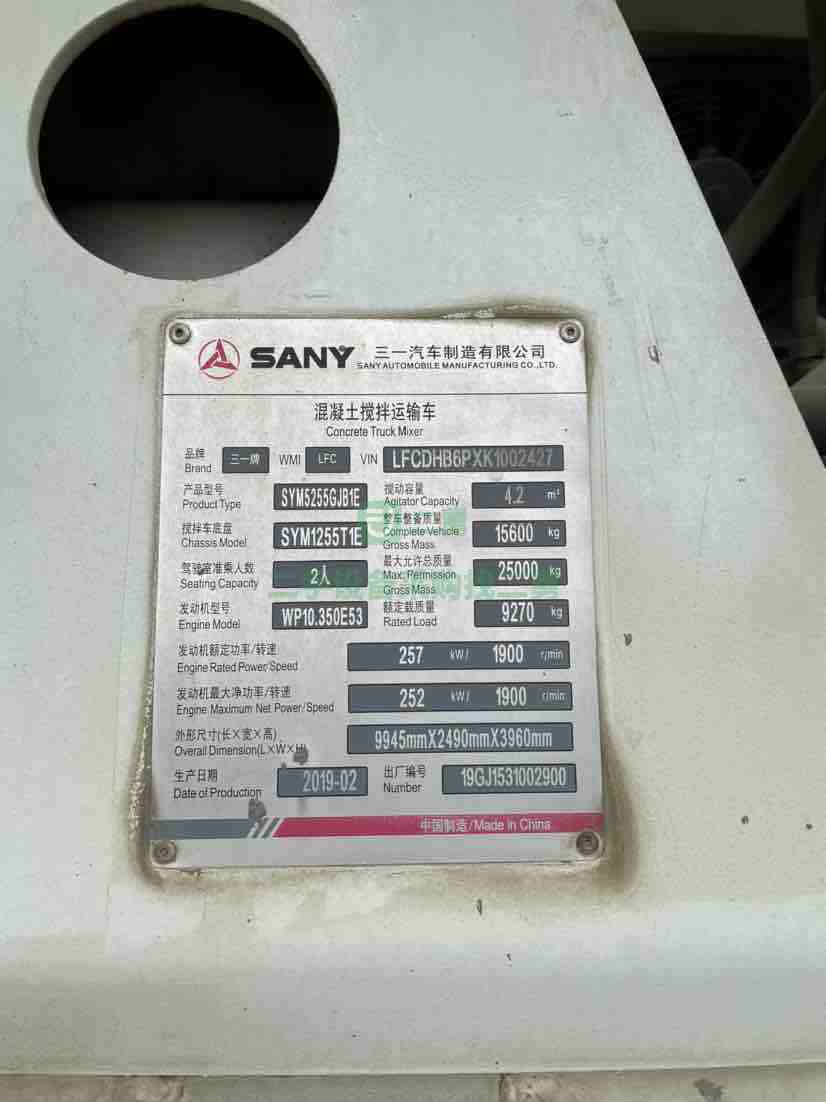 SANY 三一汽车制造有限公司
SANY AUTOMOBILE MANUFACTURING CO.,LTD.
混凝土搅拌运输车
Concrete Truck Mixer
品牌 Brand 三一牌 WMI LFC VIN LFCDHB6PXK1002427
产品型号 Product Type SYM5255GJB1E 搅动容量 Agitator Capacity 4.2 m³
搅拌车底盘 Chassis Model SYM1255T1E 整车整备质量 Complete Vehicle Gross Mass 15600 kg
驾驶室准乘人数 Seating Capacity 2人 最大允许总质量 Max. Permission Gross Mass 25000 kg
发动机型号 Engine Model WP10.350E53 额定载质量 Rated Load 9270 kg
发动机额定功率/转速 Engine Rated Power/Speed 257 kW/ 1900 r/min
发动机最大净功率/转速 Engine Maximum Net Power/Speed 252 kW/ 1900 r/min
外形尺寸(长×宽×高) Overall Dimension(L×W×H) 9945mmX2490mmX3960mm
生产日期 Date of Production 2019-02 出厂编号 Number 19GJ1531002900
中国制造/Made in China